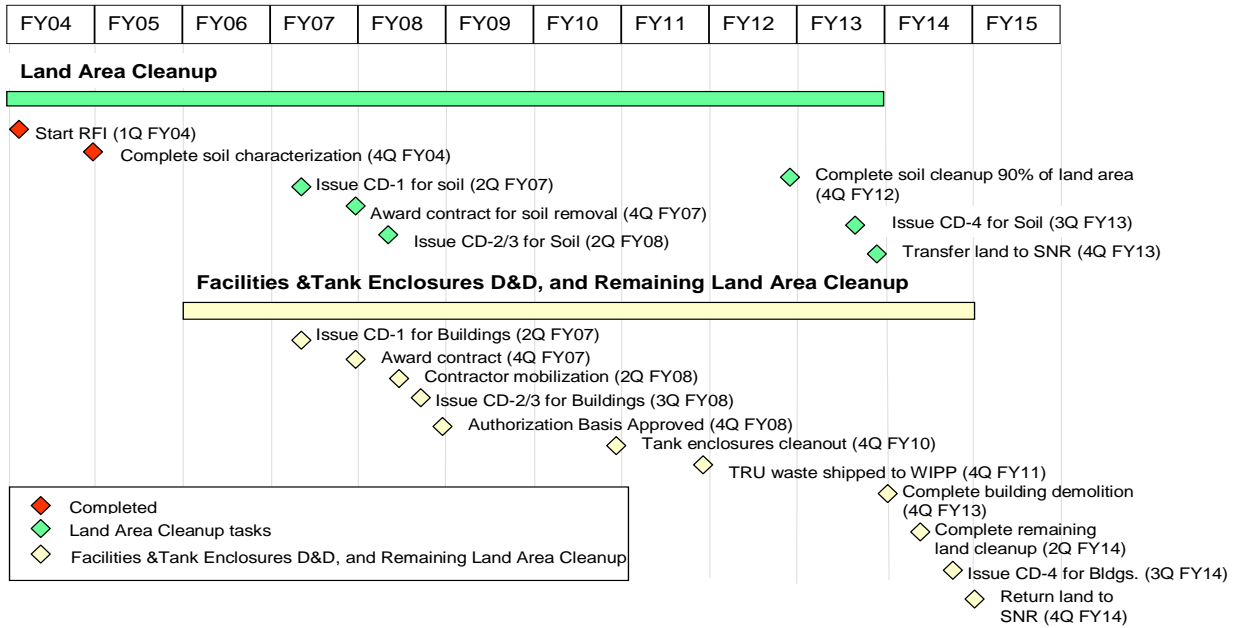 FY04 FY05 FY06 FY07 FY08 FY09 FY10 FY11 FY12 FY13 FY14 FY15
Land Area Cleanup
Start RFI (1Q FY04)
Complete soil characterization (4Q FY04)
Issue CD-1 for soil (2Q FY07)
Award contract for soil removal (4Q FY07)
Issue CD-2/3 for Soil (2Q FY08)
Complete soil cleanup 90% of land area
(4Q FY12)
Issue CD-4 for Soil (3Q FY13)
Transfer land to SNR (4Q FY13)
Facilities &Tank Enclosures D&D, and Remaining Land Area Cleanup
Issue CD-1 for Buildings (2Q FY07)
Award contract (4Q FY07)
Contractor mobilization (2Q FY08)
Issue CD-2/3 for Buildings (3Q FY08)
Authorization Basis Approved (4Q FY08)
Tank enclosures cleanout (4Q FY10)
TRU waste shipped to WIPP (4Q FY11)
Complete building demolition
(4Q FY13)
Complete remaining
land cleanup (2Q FY14)
Issue CD-4 for Bldgs. (3Q FY14)
Return land to
SNR (4Q FY14)
Completed
Land Area Cleanup tasks
Facilities &Tank Enclosures D&D, and Remaining Land Area Cleanup